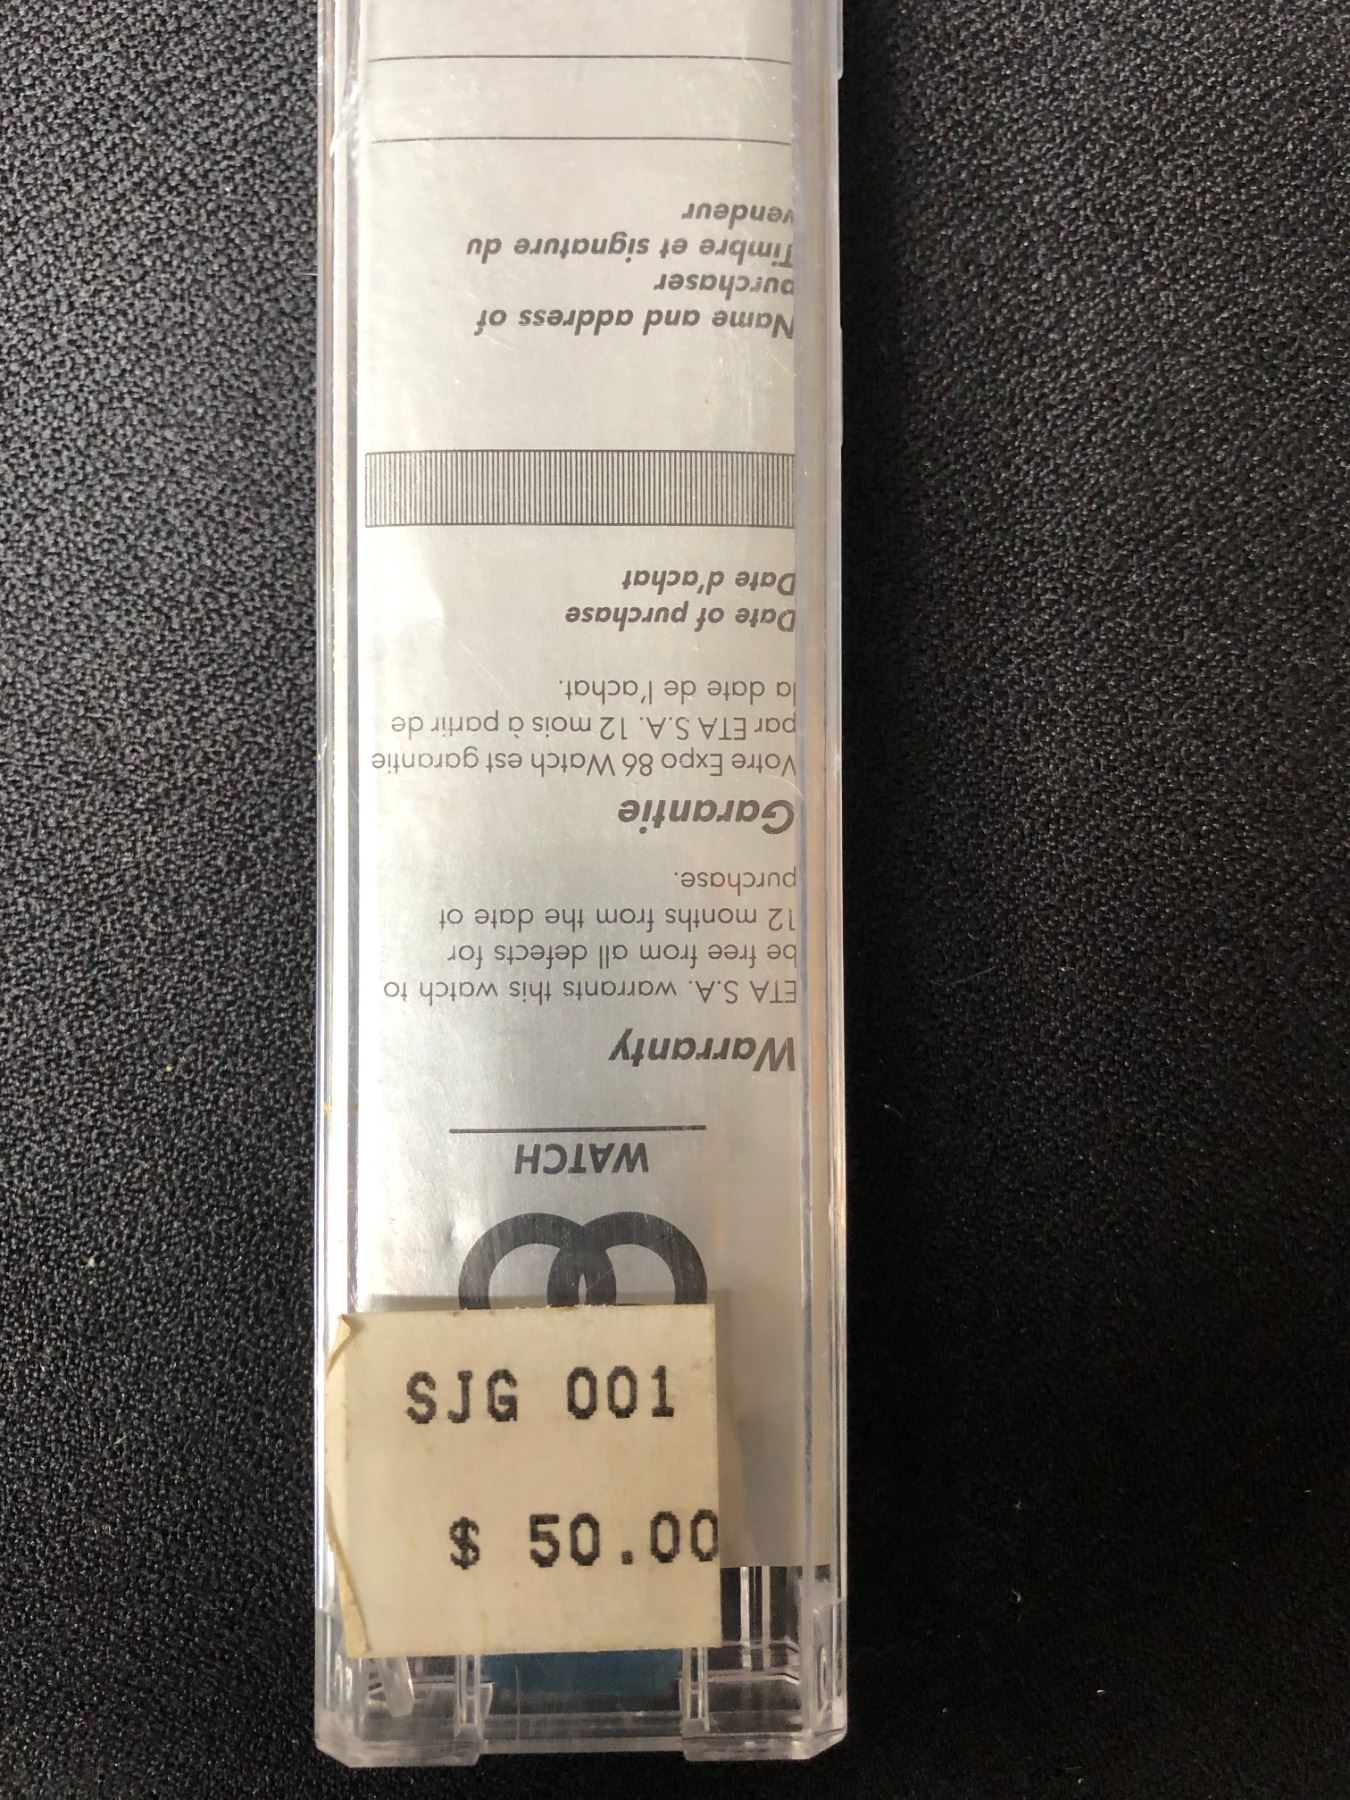 WATCH
Warranty
ETA S.A. warrants this watch to
be free from all defects for
12 months from the date of
purchase.
Garantie
Votre Expo 86 Watch est garantie
par ETA S.A. 12 mois à partir de
la date de l'achat.
Date of purchase
Date d'achat
Name and address of
purchaser
Timbre et signature du
vendeur
SJG 001
$ 50.00